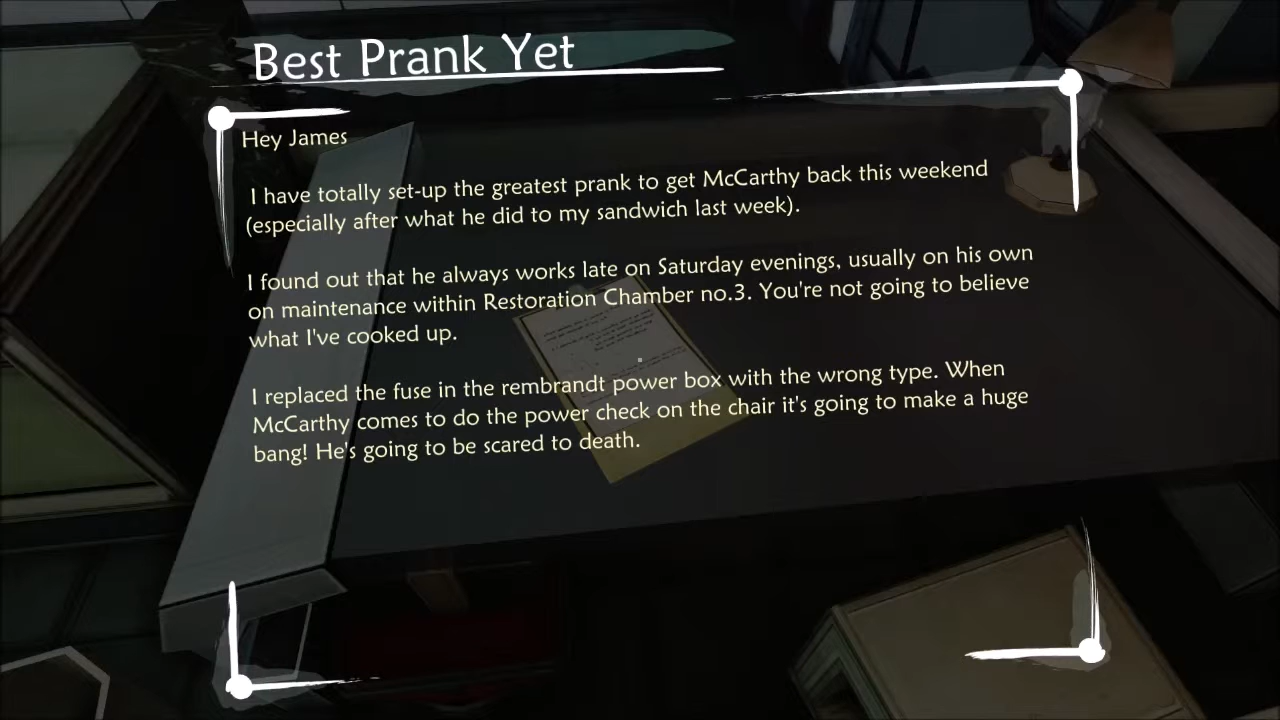 Best Prank Yet
Hey James
I have totally set-up the greatest prank to get McCarthy back this weekend
(especially after what he did to my sandwich last week).
I found out that he always works late on Saturday evenings, usually on his own
on maintenance within Restoration Chamber no.3. You're not going to believe
what I've cooked up.
I replaced the fuse in the rembrandt power box with the wrong type. When
McCarthy comes to do the power check on the chair it's going to make a huge
bang! He's going to be scared to death.